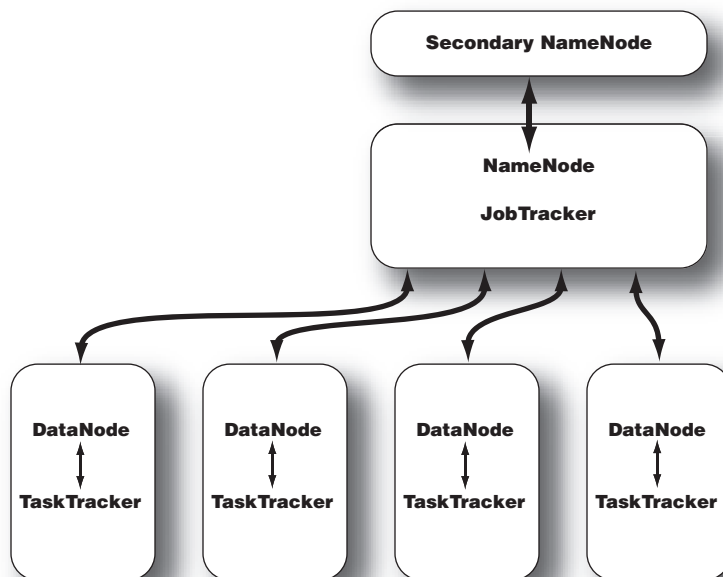 Secondary NameNode
NameNode
JobTracker
DataNode
TaskTracker
DataNode
TaskTracker
DataNode
TaskTracker
DataNode
TaskTracker